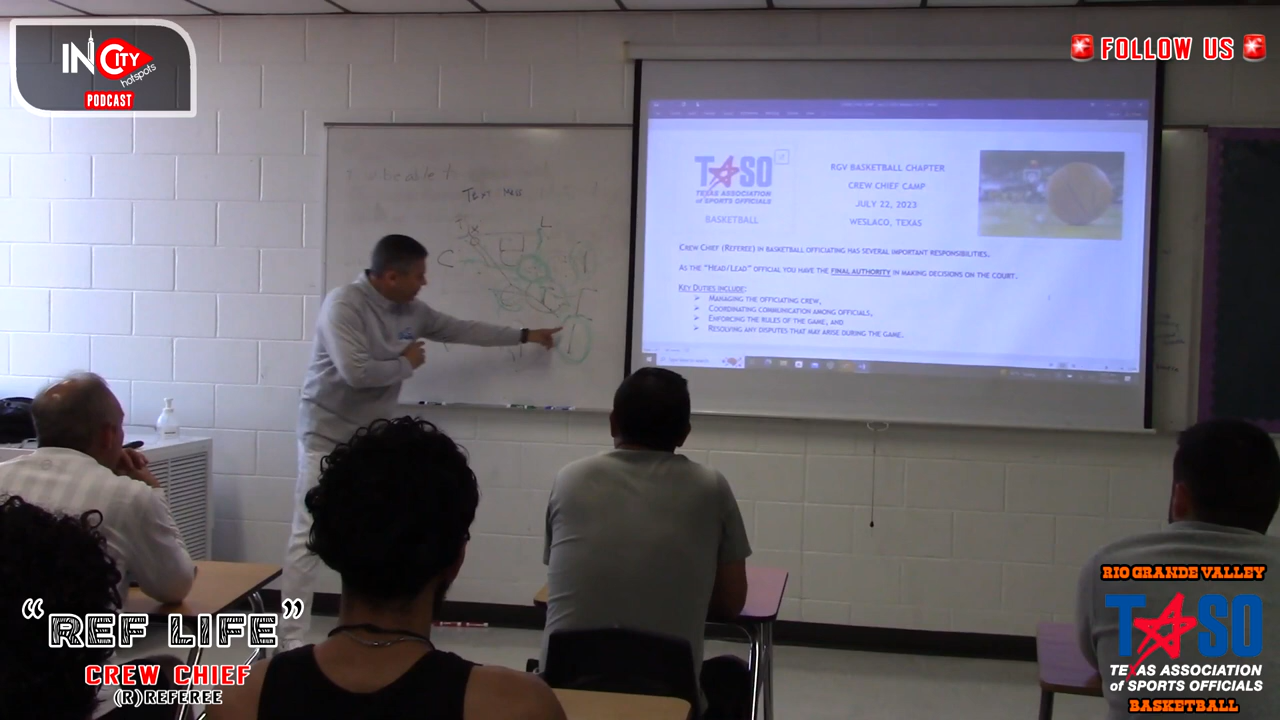 IN CITY
hotspots
PODCAST
FOLLOW US
TEXT MSG
L
C
TASO
TEXAS ASSOCIATION
of SPORTS OFFICIALS
BASKETBALL
RGV BASKETBALL CHAPTER
CREW CHIEF CAMP
JULY 22, 2023
WESLACO, TEXAS
CREW CHIEF (REFEREE) IN BASKETBALL OFFICIATING HAS SEVERAL IMPORTANT RESPONSIBILITIES.
AS THE "HEAD/LEAD" OFFICIAL YOU HAVE THE FINAL AUTHORITY IN MAKING DECISIONS ON THE COURT.
KEY DUTIES INCLUDE:
➢ MANAGING THE OFFICIATING CREW,
➢ COORDINATING COMMUNICATION AMONG OFFICIALS,
➢ ENFORCING THE RULES OF THE GAME, AND
➢ RESOLVING ANY DISPUTES THAT MAY ARISE DURING THE GAME.
"REF LIFE"
CREW CHIEF
(R)REFEREE
RIO GRANDE VALLEY
TASO
TEXAS ASSOCIATION
of SPORTS OFFICIALS
BASKETBALL